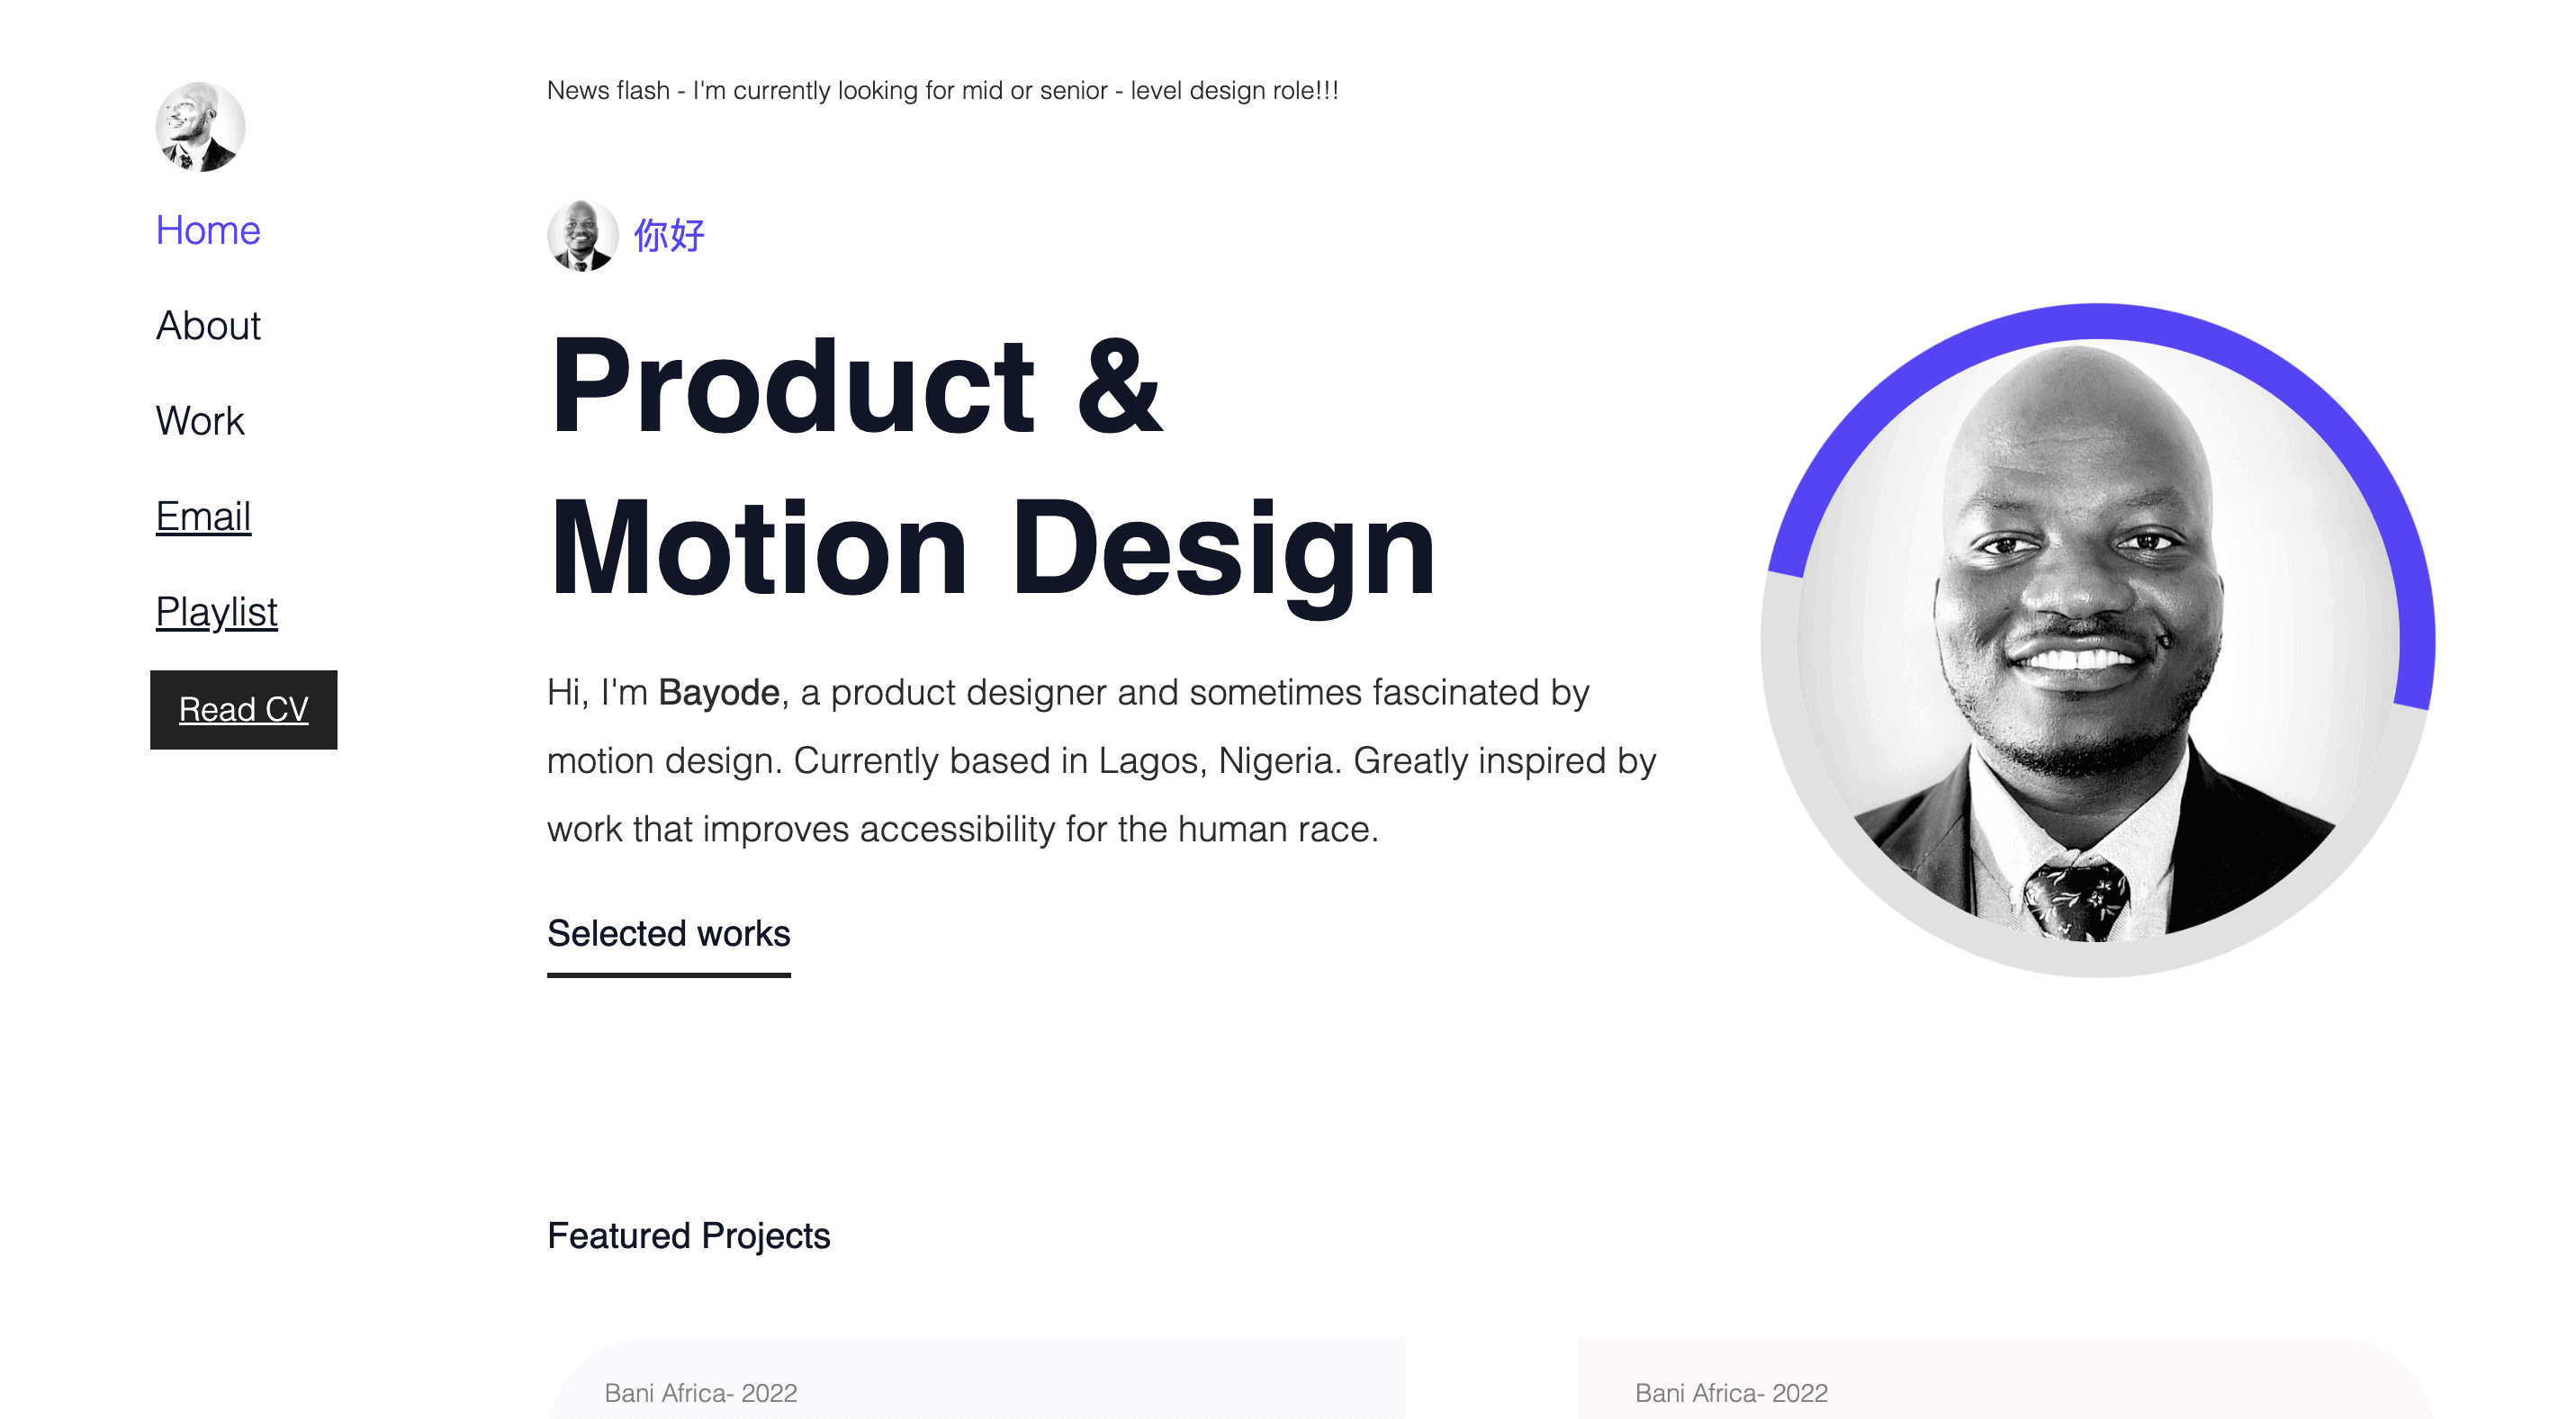 Home
About
Work
Email
Playlist
Read CV
News flash - I'm currently looking for mid or senior - level design role!!!
你好
Product &
Motion Design
Hi, I'm Bayode, a product designer and sometimes fascinated by
motion design. Currently based in Lagos, Nigeria. Greatly inspired by
work that improves accessibility for the human race.
Selected works
Featured Projects
Bani Africa- 2022
Bani Africa- 2022